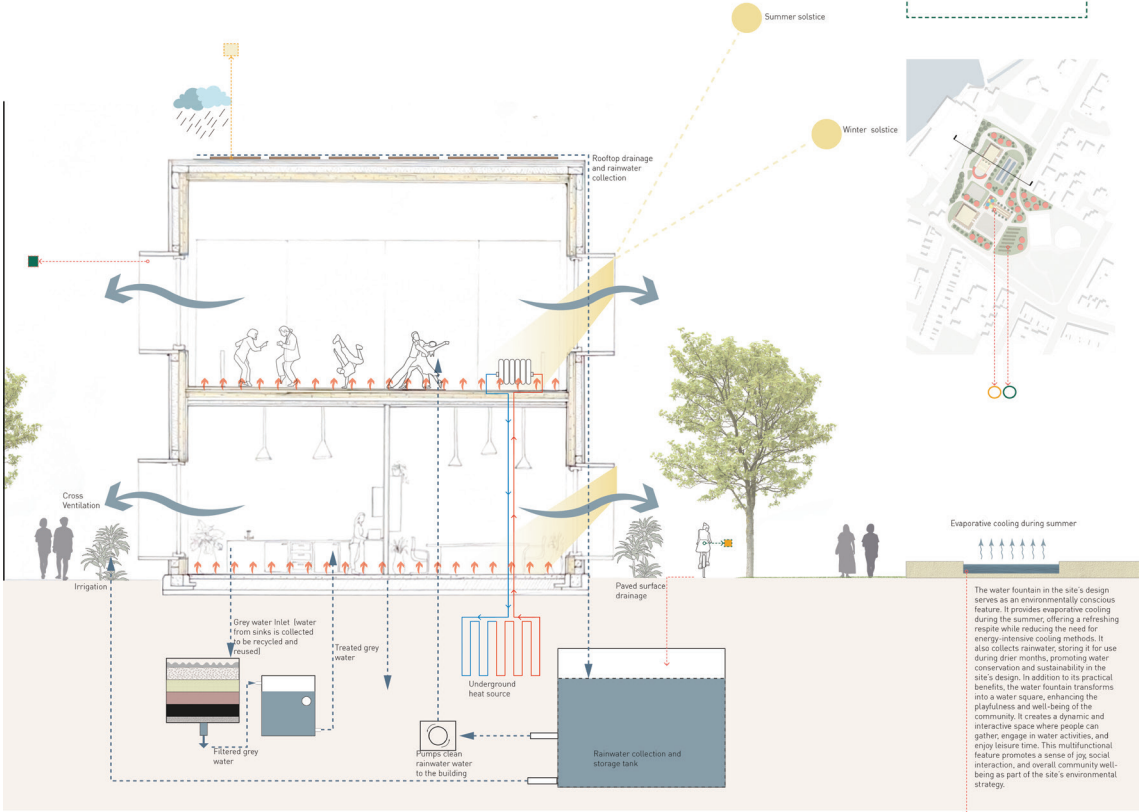 Summer solstice
Winter solstice
Rooftop drainage
and rainwater
collection
Cross
Ventilation
Evaporative cooling during summer
Irrigation
Paved surface
drainage
Grey water Inlet (water
from sinks is collected
to be recycled and
reused)
Treated grey
water
Underground
heat source
Filtered grey
water
Pumps clean
rainwater water
to the building
Rainwater collection and
storage tank
The water fountain in the site's design
serves as an environmentally conscious
feature. It provides evaporative cooling
during the summer, offering a refreshing
respite while reducing the need for
energy-intensive cooling methods. It
also collects rainwater, storing it for use
during drier months, promoting water
conservation and sustainability in the
site's design. In addition to its practical
benefits, the water fountain transforms
into a water square, enhancing the
playfulness and well-being of the
community. It creates a dynamic and
interactive space where people can
gather, engage in water activities, and
enjoy leisure time. This multifunctional
feature promotes a sense of joy, social
interaction, and overall community well-
being as part of the site's environmental
strategy.